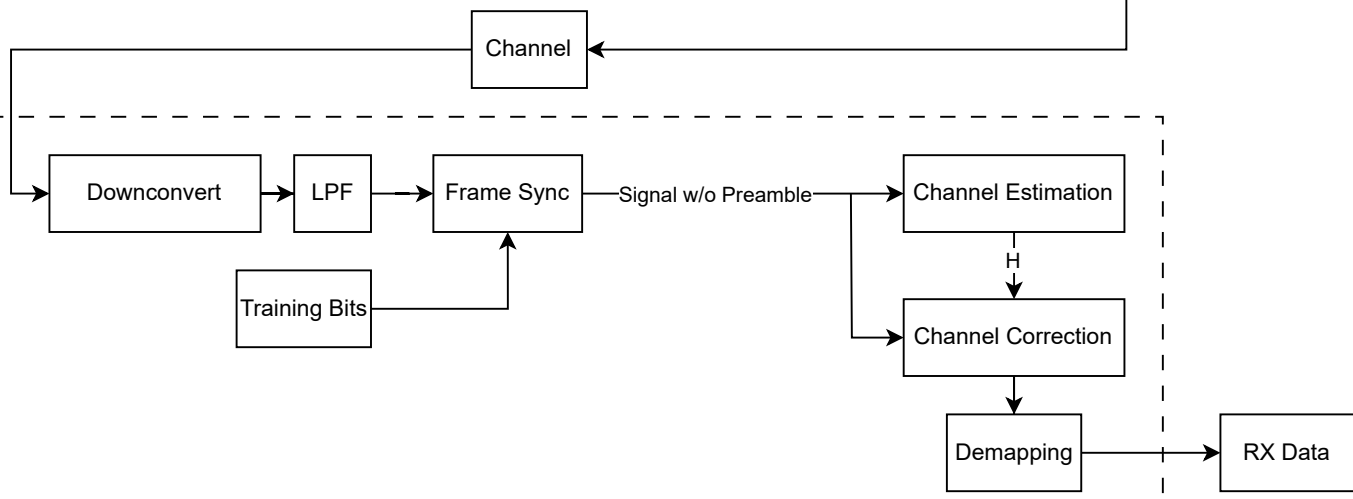 Channel
Downconvert
LPF
Frame Sync
Signal w/o Preamble
Channel Estimation
H
Training Bits
Channel Correction
Demapping
RX Data